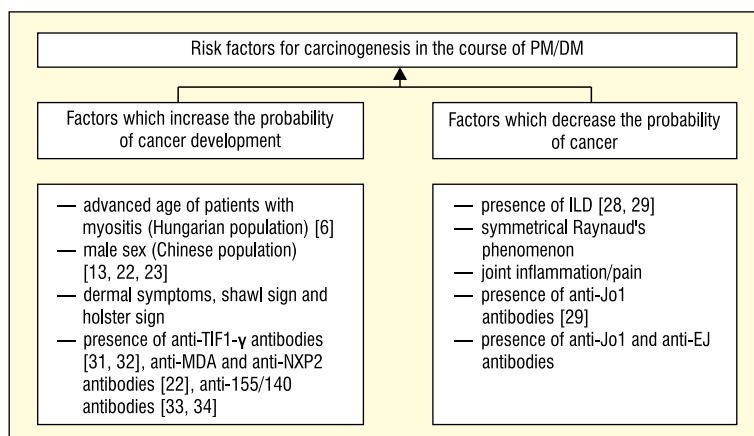 Risk factors for carcinogenesis in the course of PM/DM
Factors which increase the probability
of cancer development
— advanced age of patients with
myositis (Hungarian population) [6]
— male sex (Chinese population)
[13, 22, 23]
— dermal symptoms, shawl sign and
holster sign
— presence of anti-TIF1-γ antibodies
[31, 32], anti-MDA and anti-NXP2
antibodies [22], anti-155/140
antibodies [33, 34]
Factors which decrease the probability
of cancer
— presence of ILD [28, 29]
— symmetrical Raynaud's
phenomenon
— joint inflammation/pain
— presence of anti-Jo1
antibodies [29]
— presence of anti-Jo1 and anti-EJ
antibodies